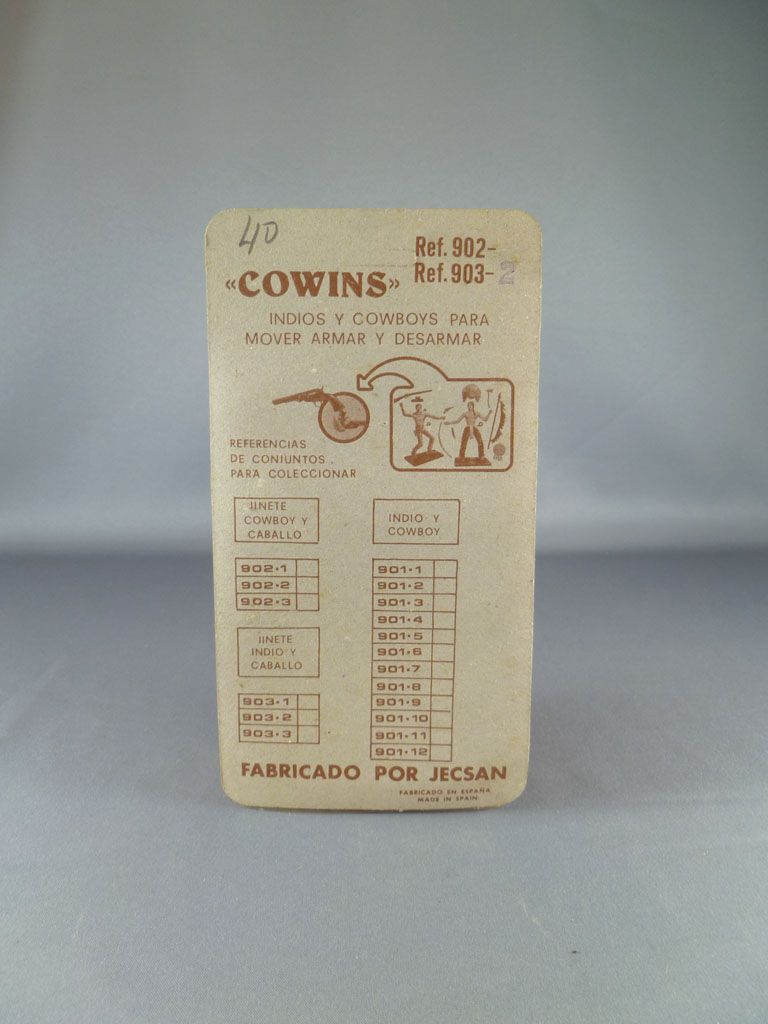 40
Ref. 902-
Ref. 903-2
«COWINS»
INDIOS Y COWBOYS PARA
MOVER ARMAR Y DESARMAR
REFERENCIAS
DE CONJUNTOS
PARA COLECCIONAR
JINETE
COWBOY Y
CABALLO
902-1
902-2
902-3
JINETE
INDIO Y
CABALLO
903-1
903-2
903-3
INDIO Y
COWBOY
901-1
901-2
901-3
901-4
901-5
901-6
901-7
901-8
901-9
901-10
901-11
901-12
FABRICADO POR JECSAN
FABRICADO EN ESPAÑA
MADE IN SPAIN